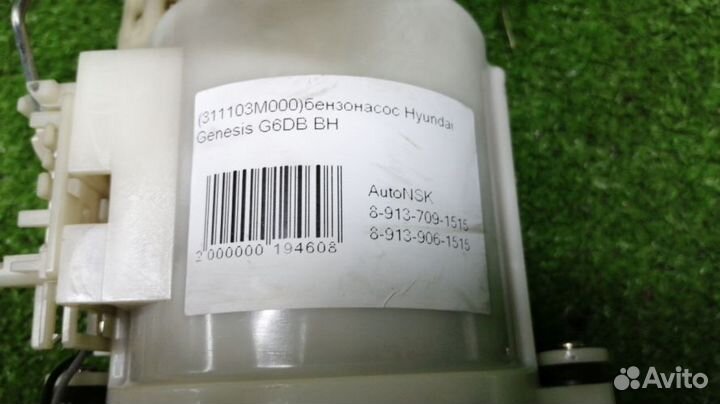 (311103M000)бензонасос Hyundai
Genesis G6DB BH
AutoNSK
8-913-709-1515
8-913-906-1515
2 000000 194608
Avito